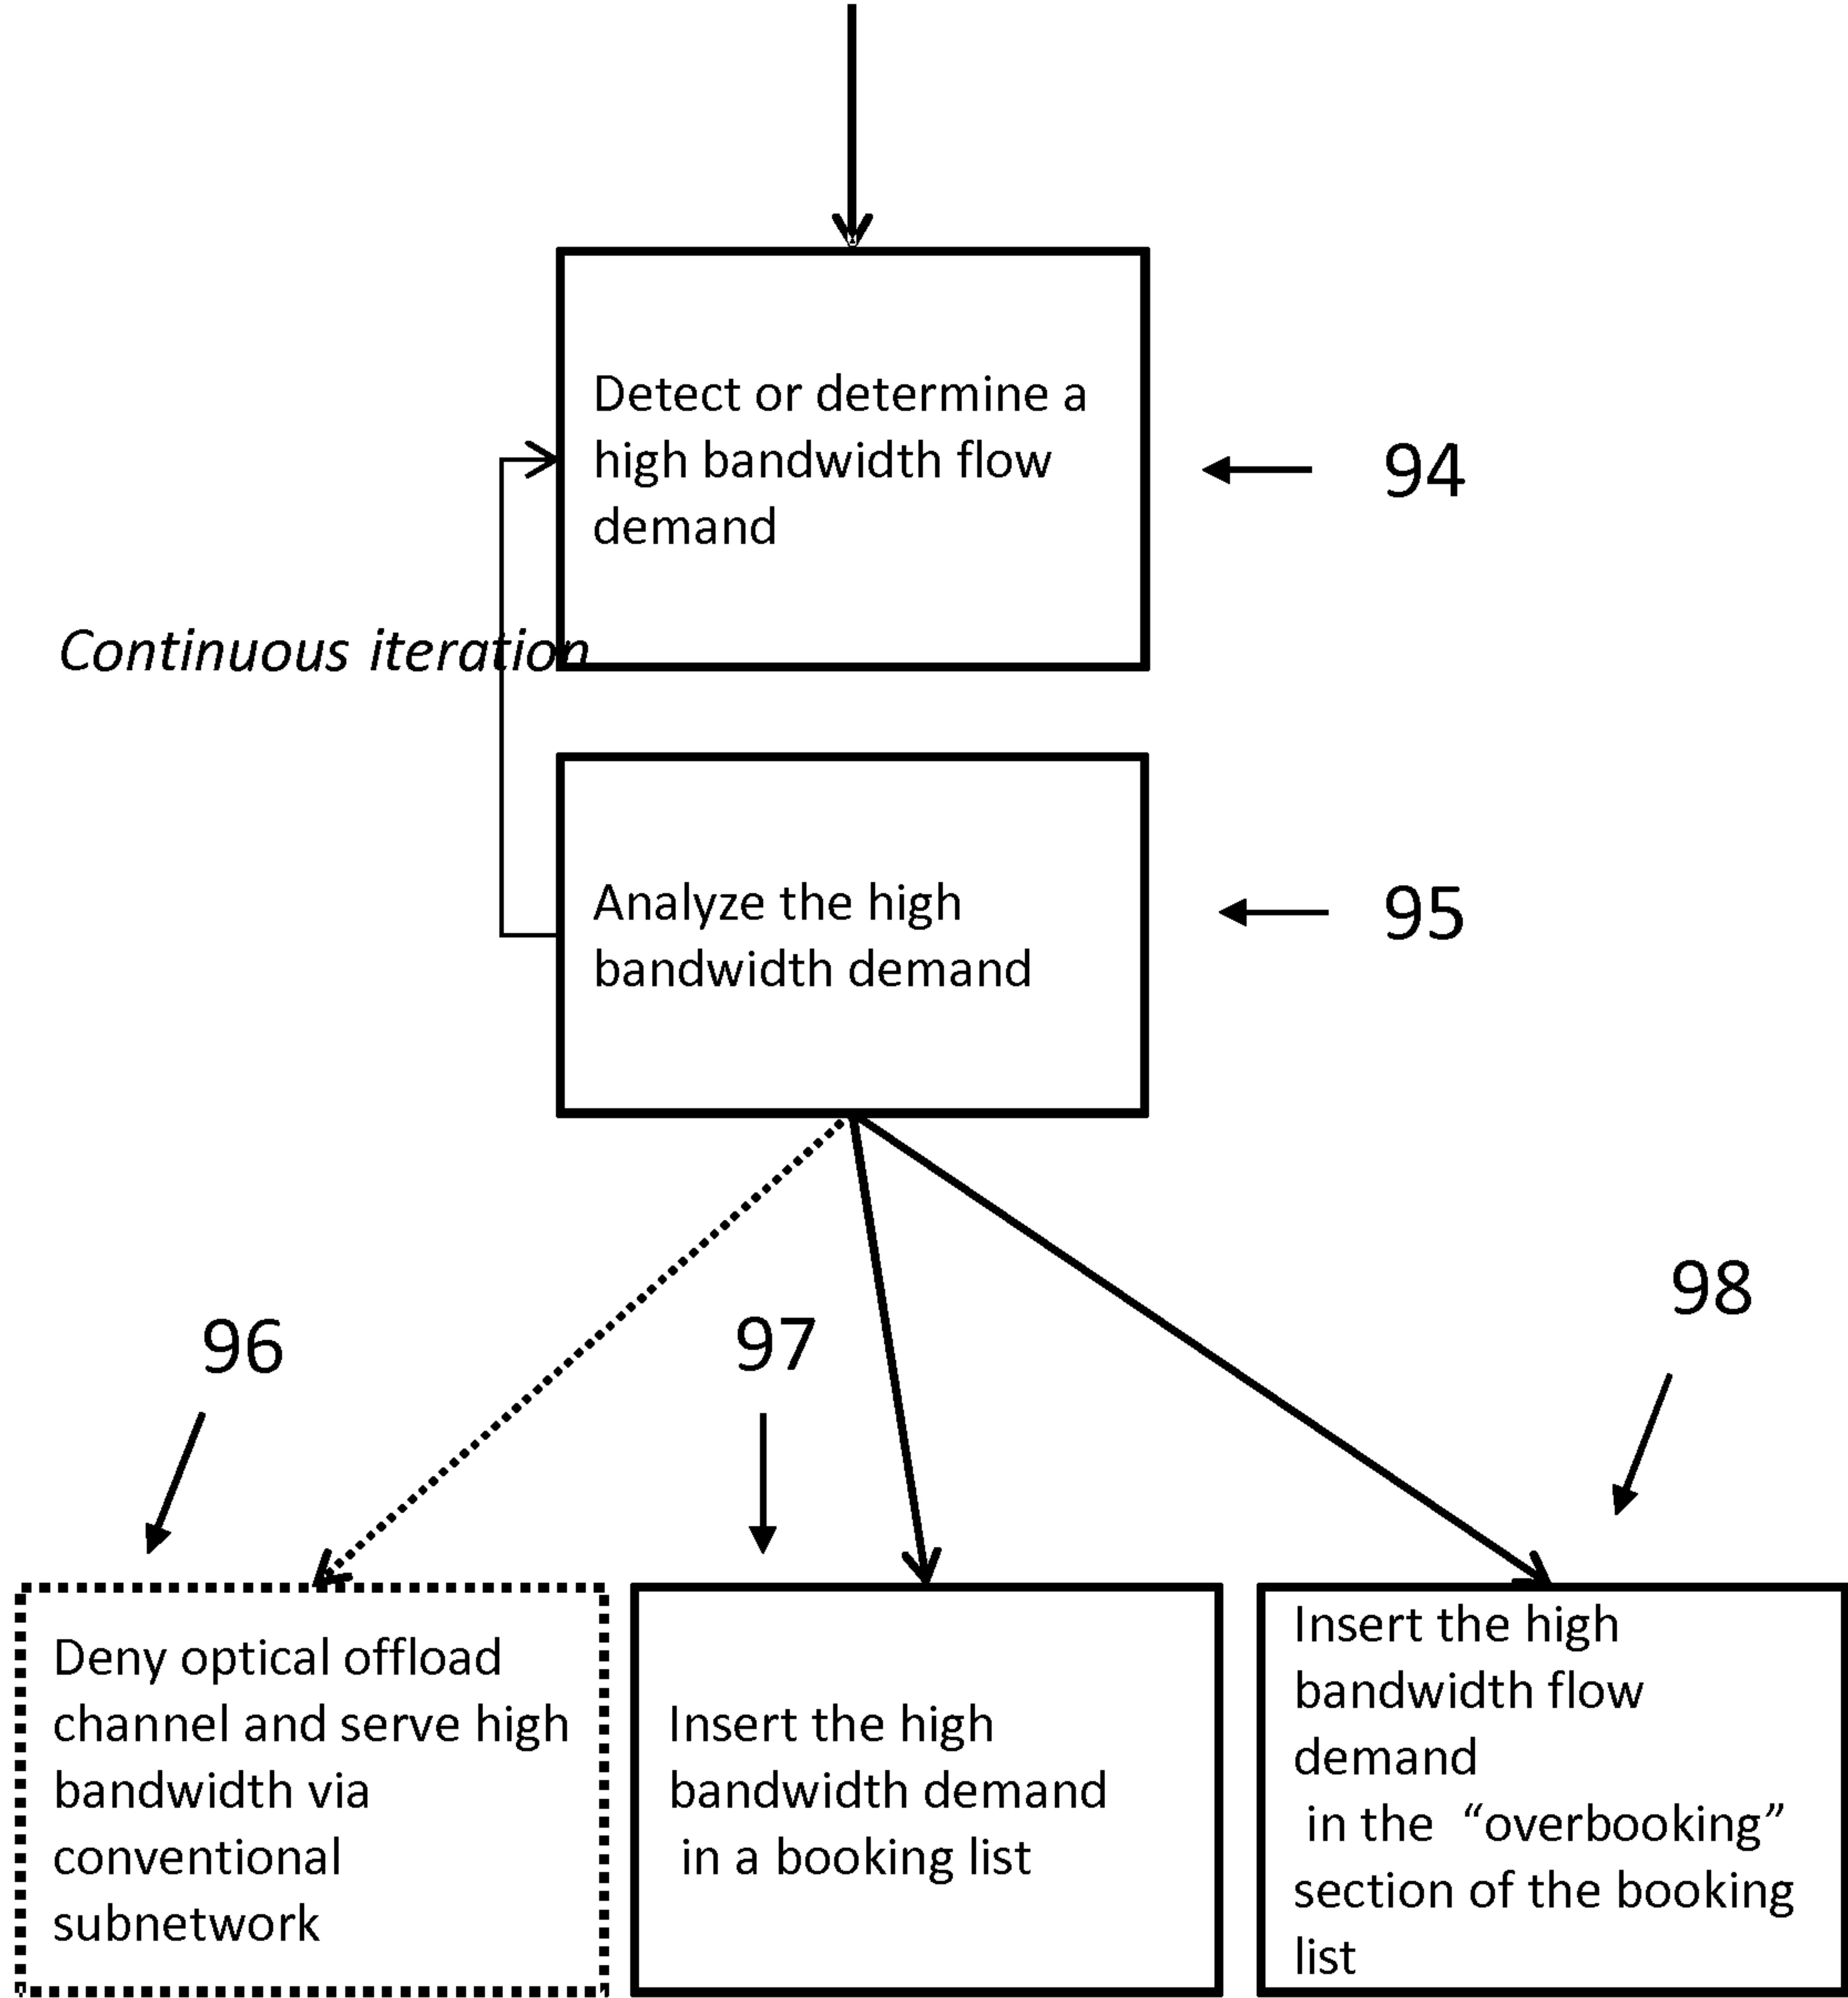 Detect or determine a
high bandwidth flow
demand
94
Continuous iteration
Analyze the high
bandwidth demand
95
96
97
98
Deny optical offload
channel and serve high
bandwidth via
conventional
subnetwork
Insert the high
bandwidth demand
in a booking list
Insert the high
bandwidth flow
demand
in the “overbooking”
section of the booking
list